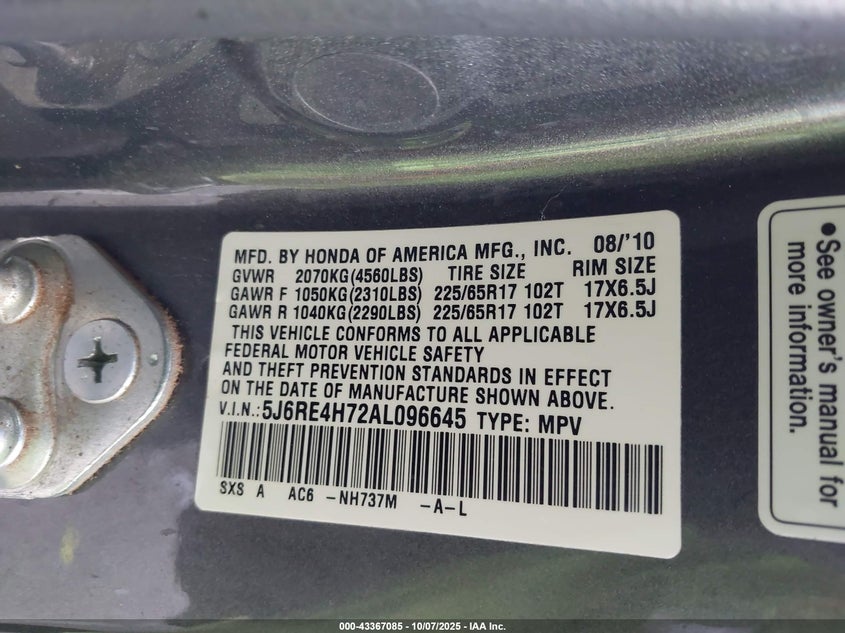 MFD. BY HONDA OF AMERICA MFG., INC. 08/'10
GVWR 2070KG(4560LBS) TIRE SIZE RIM SIZE
GAWR F 1050KG(2310LBS) 225/65R17 102T 17X6.5J
GAWR R 1040KG(2290LBS) 225/65R17 102T 17X6.5J
THIS VEHICLE CONFORMS TO ALL APPLICABLE
FEDERAL MOTOR VEHICLE SAFETY
AND THEFT PREVENTION STANDARDS IN EFFECT
ON THE DATE OF MANUFACTURE SHOWN ABOVE.
V.I.N.:5J6RE4H72AL096645 TYPE: MPV
SXS A AC6 -NH737M -A-L
•See owner's manual for
more information.
000-43367085 - 10/07/2025 - IAA Inc.